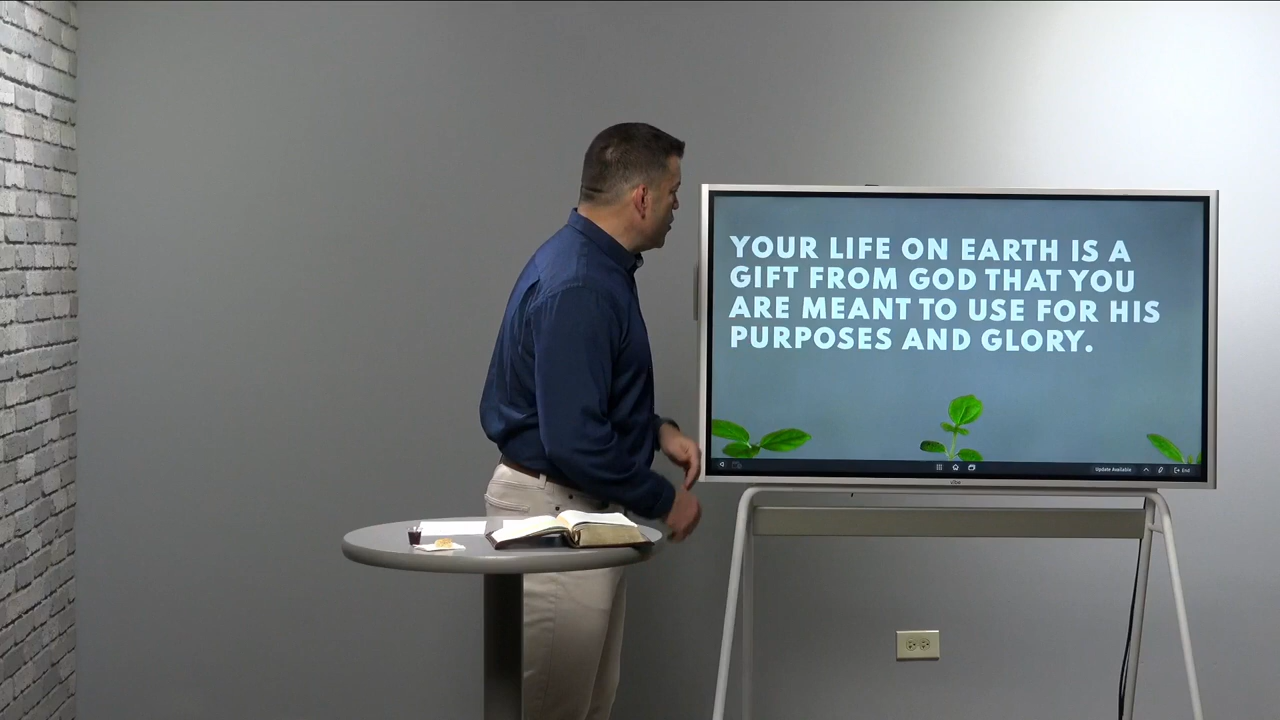 YOUR LIFE ON EARTH IS A
GIFT FROM GOD THAT YOU
ARE MEANT TO USE FOR HIS
PURPOSES AND GLORY.
Update Available
End
vibe